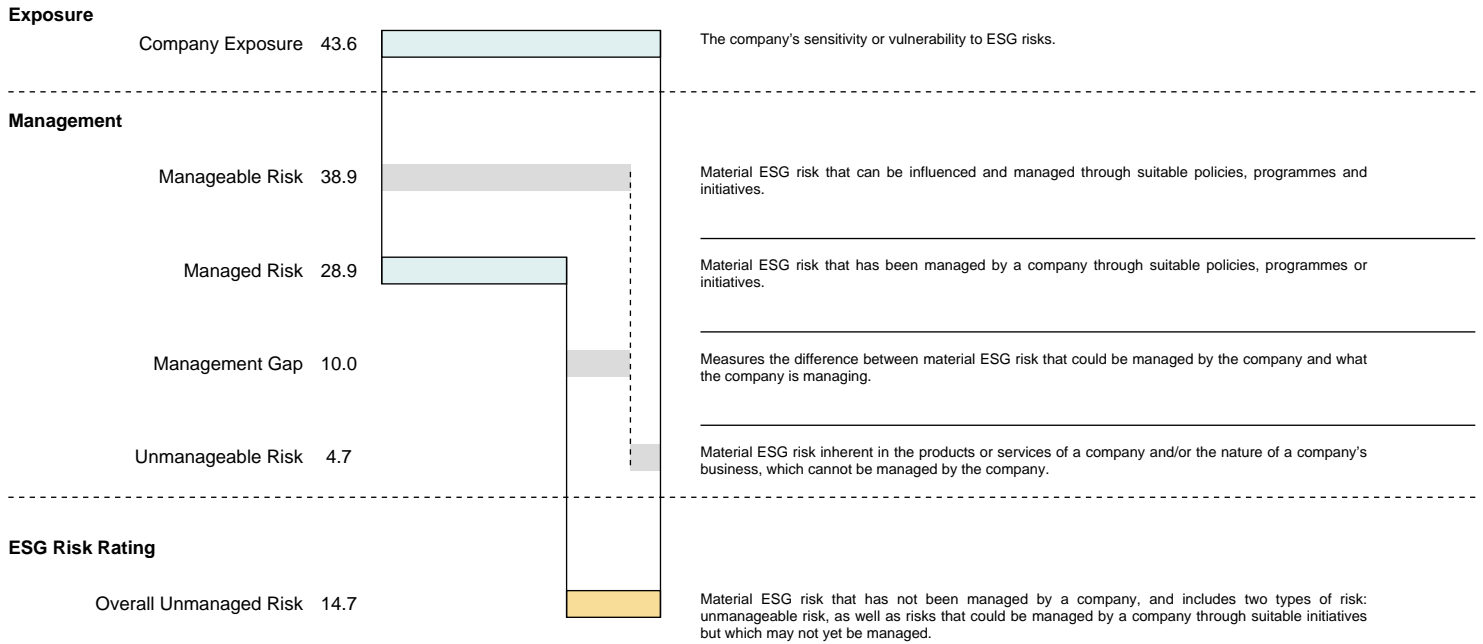 Exposure
Company Exposure 43.6
The company's sensitivity or vulnerability to ESG risks.
Management
Manageable Risk 38.9
Material ESG risk that can be influenced and managed through suitable policies, programmes and
initiatives.
Managed Risk 28.9
Material ESG risk that has been managed by a company through suitable policies, programmes or
initiatives.
Management Gap 10.0
Measures the difference between material ESG risk that could be managed by the company and what
the company is managing.
Unmanageable Risk 4.7
Material ESG risk inherent in the products or services of a company and/or the nature of a company's
business, which cannot be managed by the company.
ESG Risk Rating
Overall Unmanaged Risk 14.7
Material ESG risk that has not been managed by a company, and includes two types of risk:
unmanageable risk, as well as risks that could be managed by a company through suitable initiatives
but which may not yet be managed.